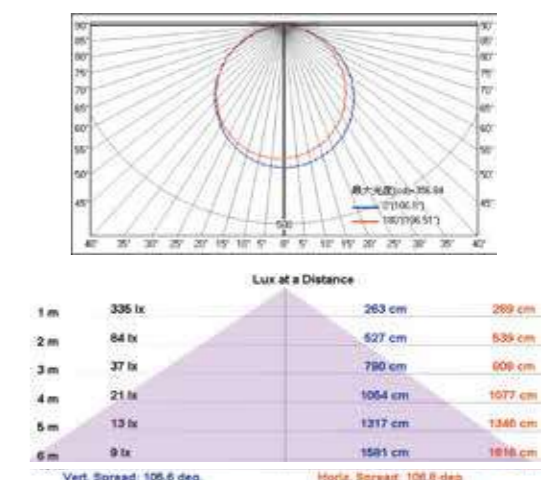 90° 90°
85°
80° 80°
75° 75°
70° 70°
65° 65°
60° 60°
55° 55°
50° 50°
45° 45°
最大光度
500
40° 35° 30° 25° 20° 15° 10° 5° 0° 5° 10° 15° 20° 25° 30° 35° 40°
Lux at a Distance
1 m 335 lx 263 cm 269 cm
2 m 84 lx 527 cm 539 cm
3 m 37 lx 790 cm 808 cm
4 m 21 lx 1054 cm 1077 cm
5 m 13 lx 1317 cm 1346 cm
6 m 9 lx 1581 cm 1616 cm
Vert. Spread: 105.6 deg. Horiz. Spread: 106.8 deg.